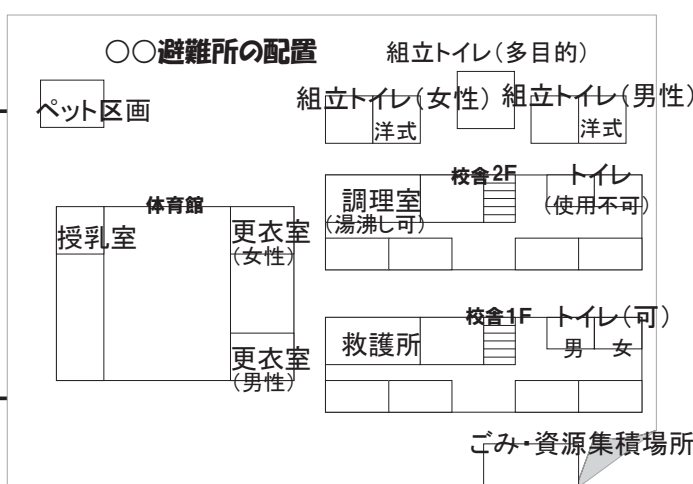 ○○避難所の配置
組立トイレ(多目的)
ペット区画
組立トイレ(女性)
組立トイレ(男性)
洋式
洋式
校舎2F
トイレ
(使用不可)
調理室
(湯沸し可)
体育館
授乳室
更衣室
(女性)
校舎1F
トイレ(可)
男
女
救護所
更衣室
(男性)
ごみ・資源集積場所